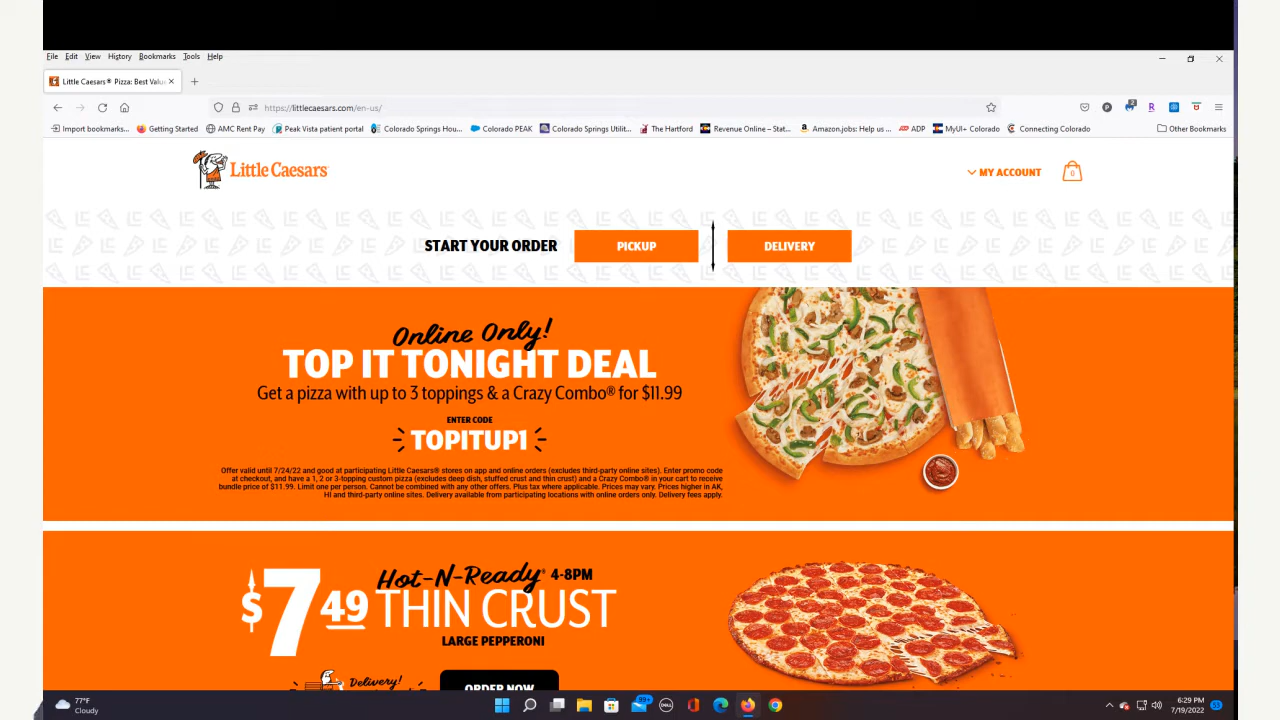 File Edit View History Bookmarks Tools Help
Little Caesars® Pizza: Best Valu
https://littlecaesars.com/en-us/
Import bookmarks... Getting Started AMC Rent Pay Peak Vista patient portal Colorado Springs Hou... Colorado PEAK Colorado Springs Utilit... The Hartford Revenue Online – Stat... Amazon.jobs: Help us ... ADP MyUI+ Colorado Connecting Colorado Other Bookmarks
Little Caesars
MY ACCOUNT
0
START YOUR ORDER PICKUP DELIVERY
Online Only!
TOP IT TONIGHT DEAL
Get a pizza with up to 3 toppings & a Crazy Combo® for $11.99
ENTER CODE
TOPITUP1
Offer valid until 7/24/22 and good at participating Little Caesars® stores on app and online orders (excludes third-party online sites). Enter promo code
at checkout, and have a 1, 2 or 3-topping custom pizza (excludes deep dish, stuffed crust and thin crust) and a Crazy Combo® in your cart to receive
bundle price of $11.99. Limit one per person. Cannot be combined with any other offers. Plus tax where applicable. Prices may vary. Prices higher in AK,
HI and third-party online sites. Delivery available from participating locations with online orders only. Delivery fees apply.
$7.49 Hot-N-Ready® 4-8PM
THIN CRUST
LARGE PEPPERONI
Delivery!
ORDER NOW
77°F
Cloudy
99+
DELL
6:29 PM
7/19/2022